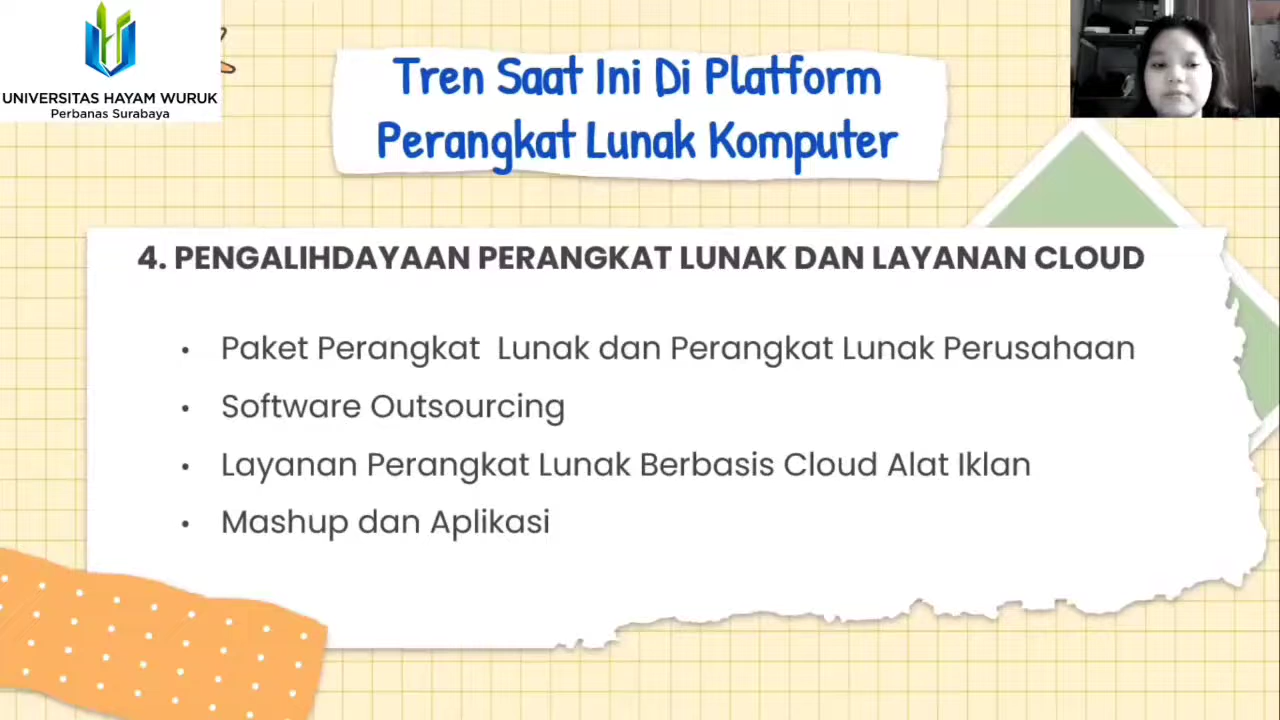 UNIVERSITAS HAYAM WURUK
Perbanas Surabaya
Tren Saat Ini Di Platform
Perangkat Lunak Komputer
4. PENGALIHDAYAAN PERANGKAT LUNAK DAN LAYANAN CLOUD
• Paket Perangkat Lunak dan Perangkat Lunak Perusahaan
• Software Outsourcing
• Layanan Perangkat Lunak Berbasis Cloud Alat Iklan
• Mashup dan Aplikasi